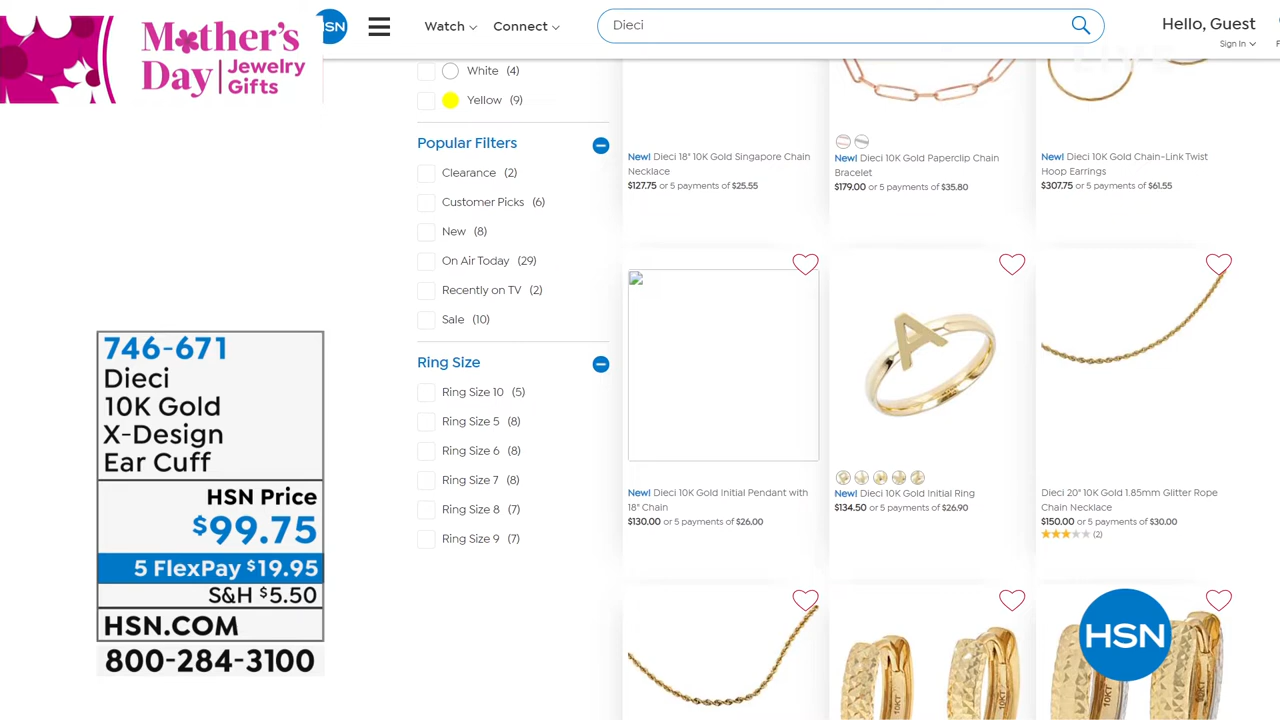 Mother's
Day
Jewelry
Gifts
HSN
Watch
Connect
Dieci
Hello, Guest
Sign In
LIVE
White (4)
Yellow (9)
Popular Filters
Clearance (2)
Customer Picks (6)
New (8)
On Air Today (29)
Recently on TV (2)
Sale (10)
Ring Size
Ring Size 10 (5)
Ring Size 5 (8)
Ring Size 6 (8)
Ring Size 7 (8)
Ring Size 8 (7)
Ring Size 9 (7)
New! Dieci 18" 10K Gold Singapore Chain
Necklace
$127.75 or 5 payments of $25.55
New! Dieci 10K Gold Paperclip Chain
Bracelet
$179.00 or 5 payments of $35.80
New! Dieci 10K Gold Chain-Link Twist
Hoop Earrings
$307.75 or 5 payments of $61.55
New! Dieci 10K Gold Initial Pendant with
18" Chain
$130.00 or 5 payments of $26.00
New! Dieci 10K Gold Initial Ring
$134.50 or 5 payments of $26.90
Dieci 20" 10K Gold 1.85mm Glitter Rope
Chain Necklace
$150.00 or 5 payments of $30.00
(2)
746-671
Dieci
10K Gold
X-Design
Ear Cuff
HSN Price
$99.75
5 FlexPay $19.95
S&H $5.50
HSN.COM
800-284-3100
10KT
10KT
HSN